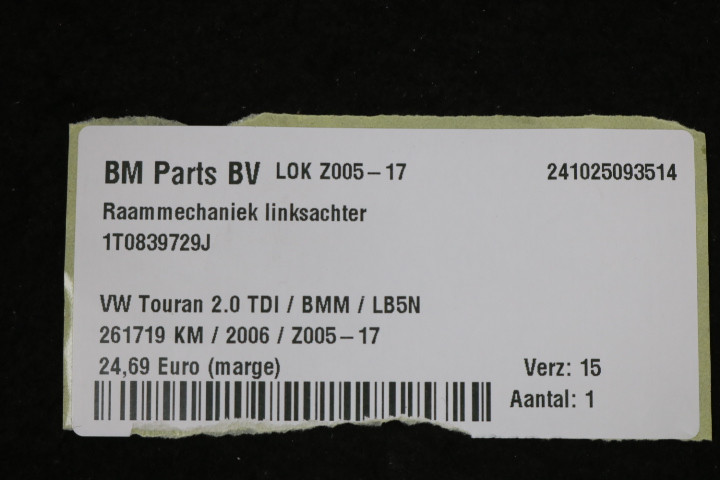 BM Parts BV LOK Z005-17 241025093514
Raammechaniek linksachter
1T0839729J
VW Touran 2.0 TDI / BMM / LB5N
261719 KM / 2006 / Z005-17
24,69 Euro (marge) Verz: 15
Aantal: 1